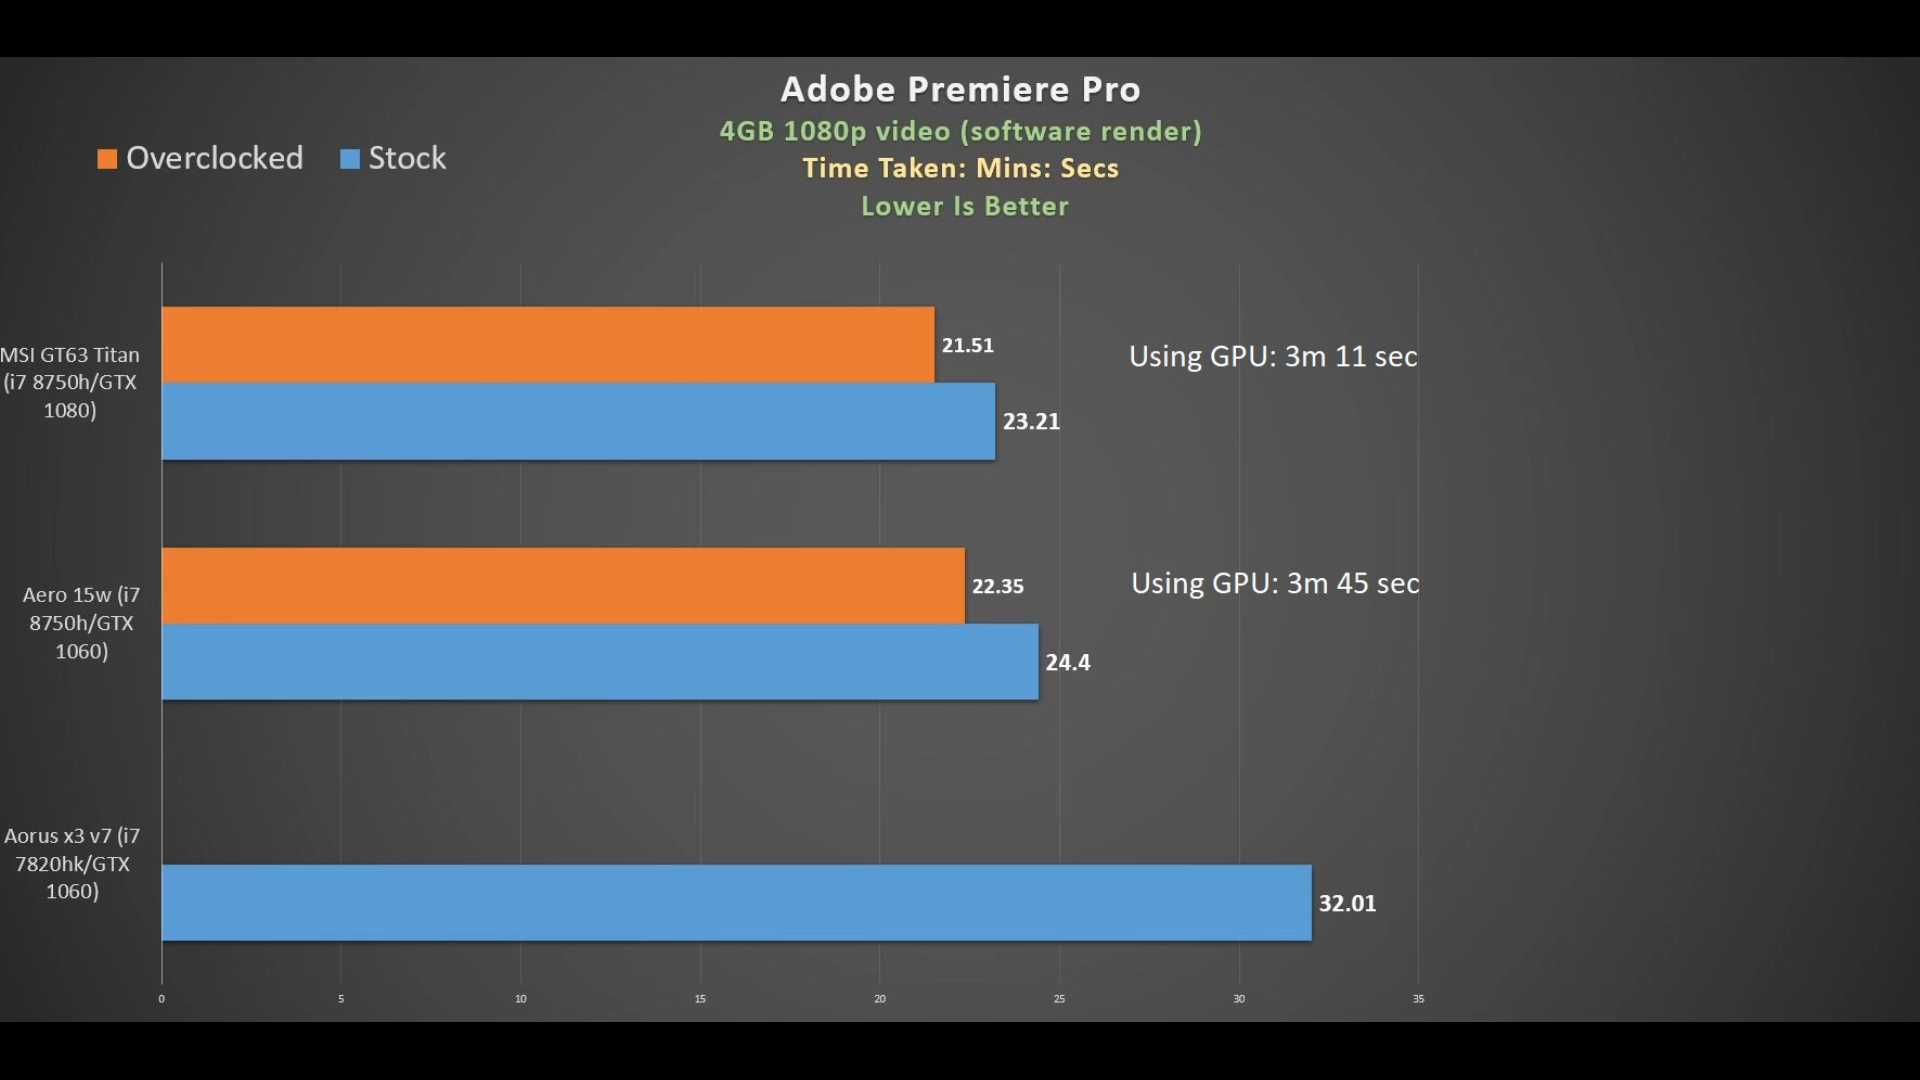 Adobe Premiere Pro
4GB 1080p video (software render)
Time Taken: Mins: Secs
Lower Is Better
Overclocked
Stock
MSI GT63 Titan
(i7 8750h/GTX
1080)
21.51
23.21
Using GPU: 3m 11 sec
Aero 15w (i7
8750h/GTX
1060)
22.35
24.4
Using GPU: 3m 45 sec
Aorus x3 v7 (i7
7820hk/GTX
1060)
32.01
0 5 10 15 20 25 30 35